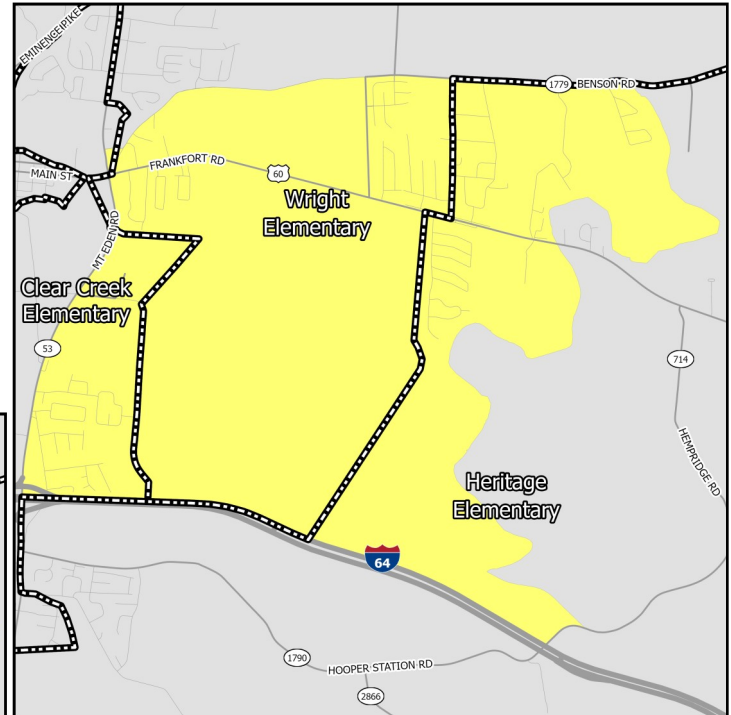 EMINENCE PIKE
1779
BENSON RD
MAIN ST
FRANKFORT RD
60
Wright
Elementary
MT EDEN RD
Clear Creek
Elementary
53
714
HEMPRIDGE RD
Heritage
Elementary
64
1790
HOOPER STATION RD
2866